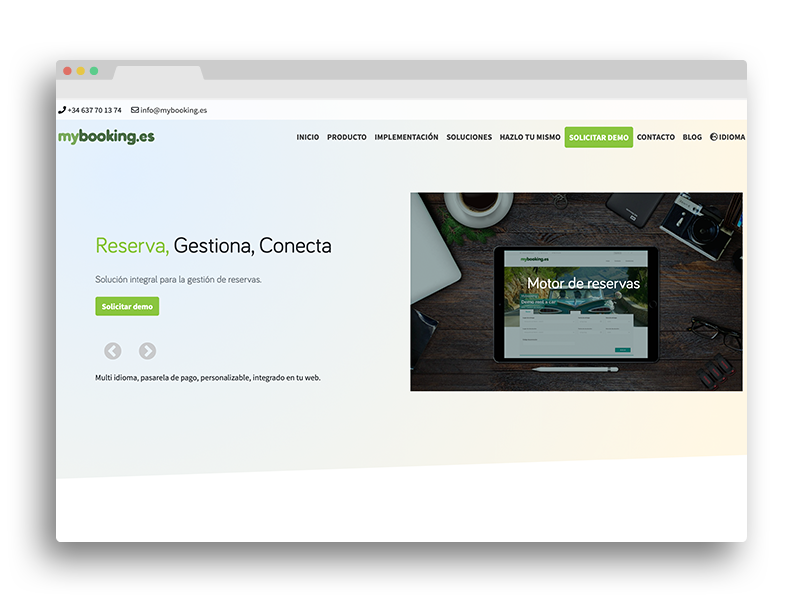 +34 637 70 13 74 info@mybooking.es
mybooking.es
INICIO PRODUCTO IMPLEMENTACIÓN SOLUCIONES HAZLO TU MISMO SOLICITAR DEMO CONTACTO BLOG IDIOMA
Reserva, Gestiona, Conecta
Solución integral para la gestión de reservas.
Solicitar demo
Multi idioma, pasarela de pago, personalizable, integrado en tu web.
mybooking.es
Motor de reservas